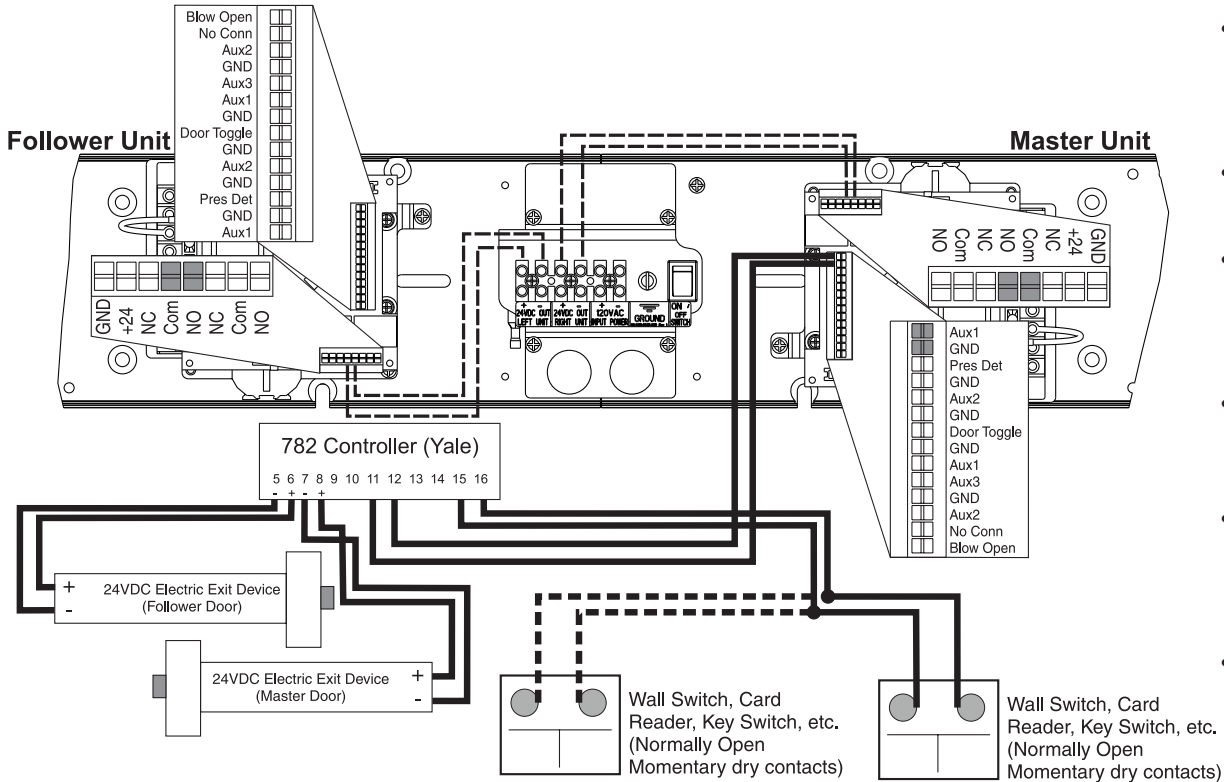 Blow Open
No Conn
Aux2
GND
Aux3
Aux1
GND
Door Toggle
GND
Aux2
GND
Pres Det
GND
Aux1
Follower Unit
Master Unit
GND
+24
NC
Com
NO
NC
Com
NO
+ - + - + -
24VDC OUT 24VDC OUT 120VAC
LEFT UNIT RIGHT UNIT INPUT POWER
GROUND
ON
OFF
SWITCH
NO
Com
NC
NO
Com
NC
+24
GND
Aux1
GND
Pres Det
GND
Aux2
GND
Door Toggle
GND
Aux1
Aux3
GND
Aux2
No Conn
Blow Open
782 Controller (Yale)
5 6 7 8 9 10 11 12 13 14 15 16
- + - +
+ 24VDC Electric Exit Device
- (Follower Door)
24VDC Electric Exit Device +
(Master Door) -
Wall Switch, Card
Reader, Key Switch, etc.
(Normally Open
Momentary dry contacts)
Wall Switch, Card
Reader, Key Switch, etc.
(Normally Open
Momentary dry contacts)